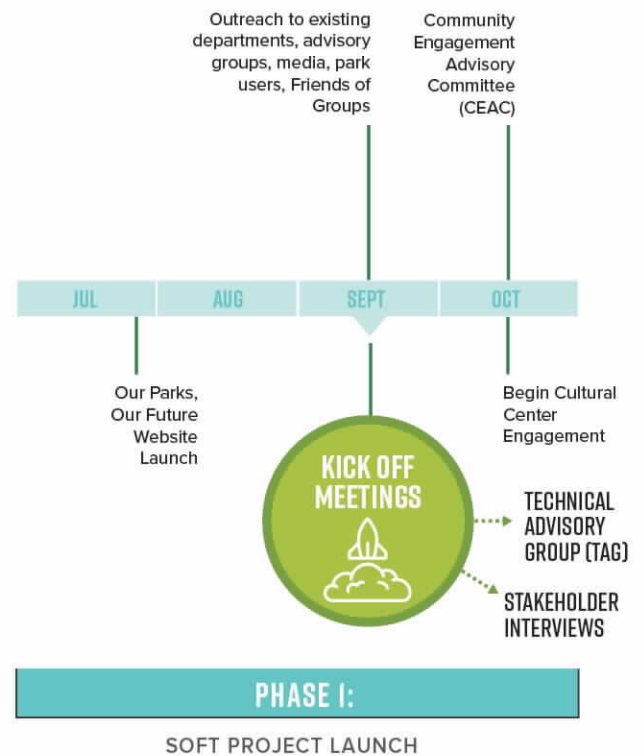 Outreach to existing
departments, advisory
groups, media, park
users, Friends of
Groups
Community
Engagement
Advisory
Committee
(CEAC)
JUL
AUG
SEPT
OCT
Our Parks,
Our Future
Website
Launch
Begin Cultural
Center
Engagement
KICK OFF
MEETINGS
TECHNICAL
ADVISORY
GROUP (TAG)
STAKEHOLDER
INTERVIEWS
PHASE I:
SOFT PROJECT LAUNCH